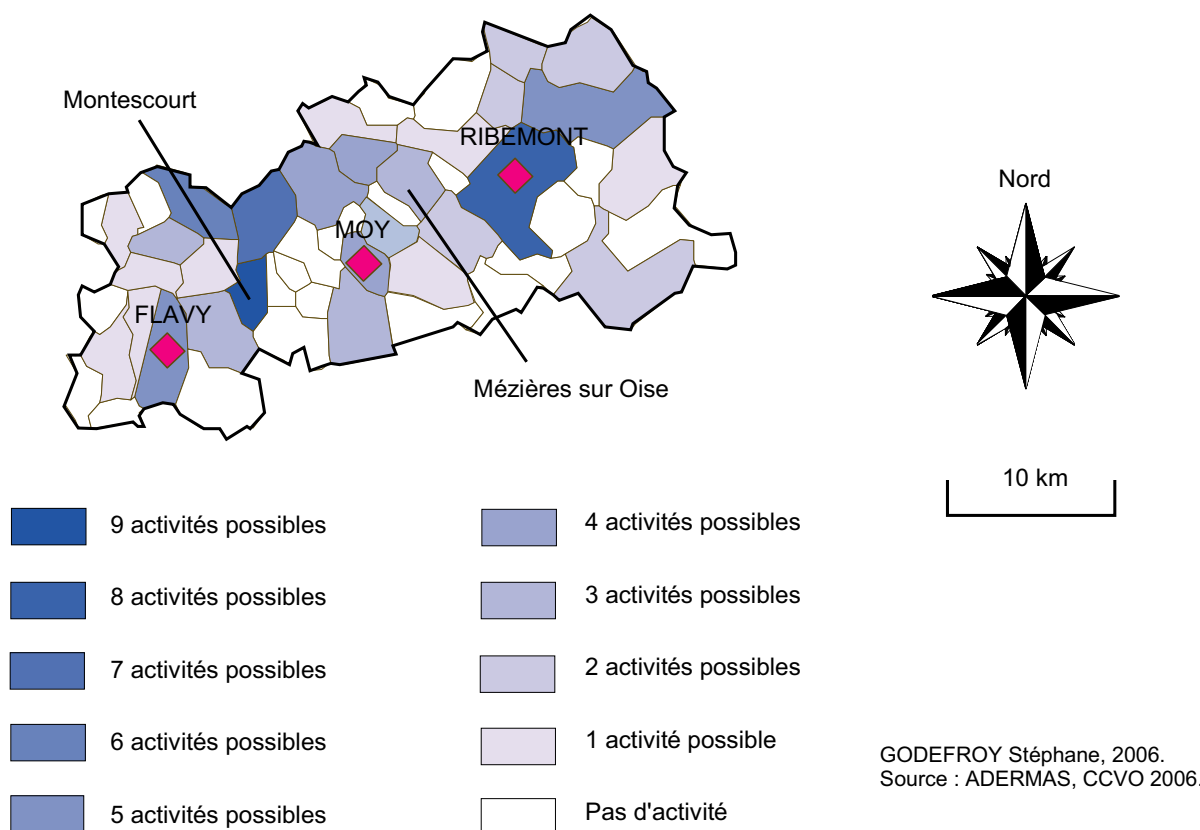 Montescourt
RIBEMONT
Nord
MOY
FLAVY
Mézières sur Oise
10 km
9 activités possibles
8 activités possibles
7 activités possibles
6 activités possibles
5 activités possibles
4 activités possibles
3 activités possibles
2 activités possibles
1 activité possible
Pas d'activité
GODEFROY Stéphane, 2006.
Source : ADERMAS, CCVO 2006.